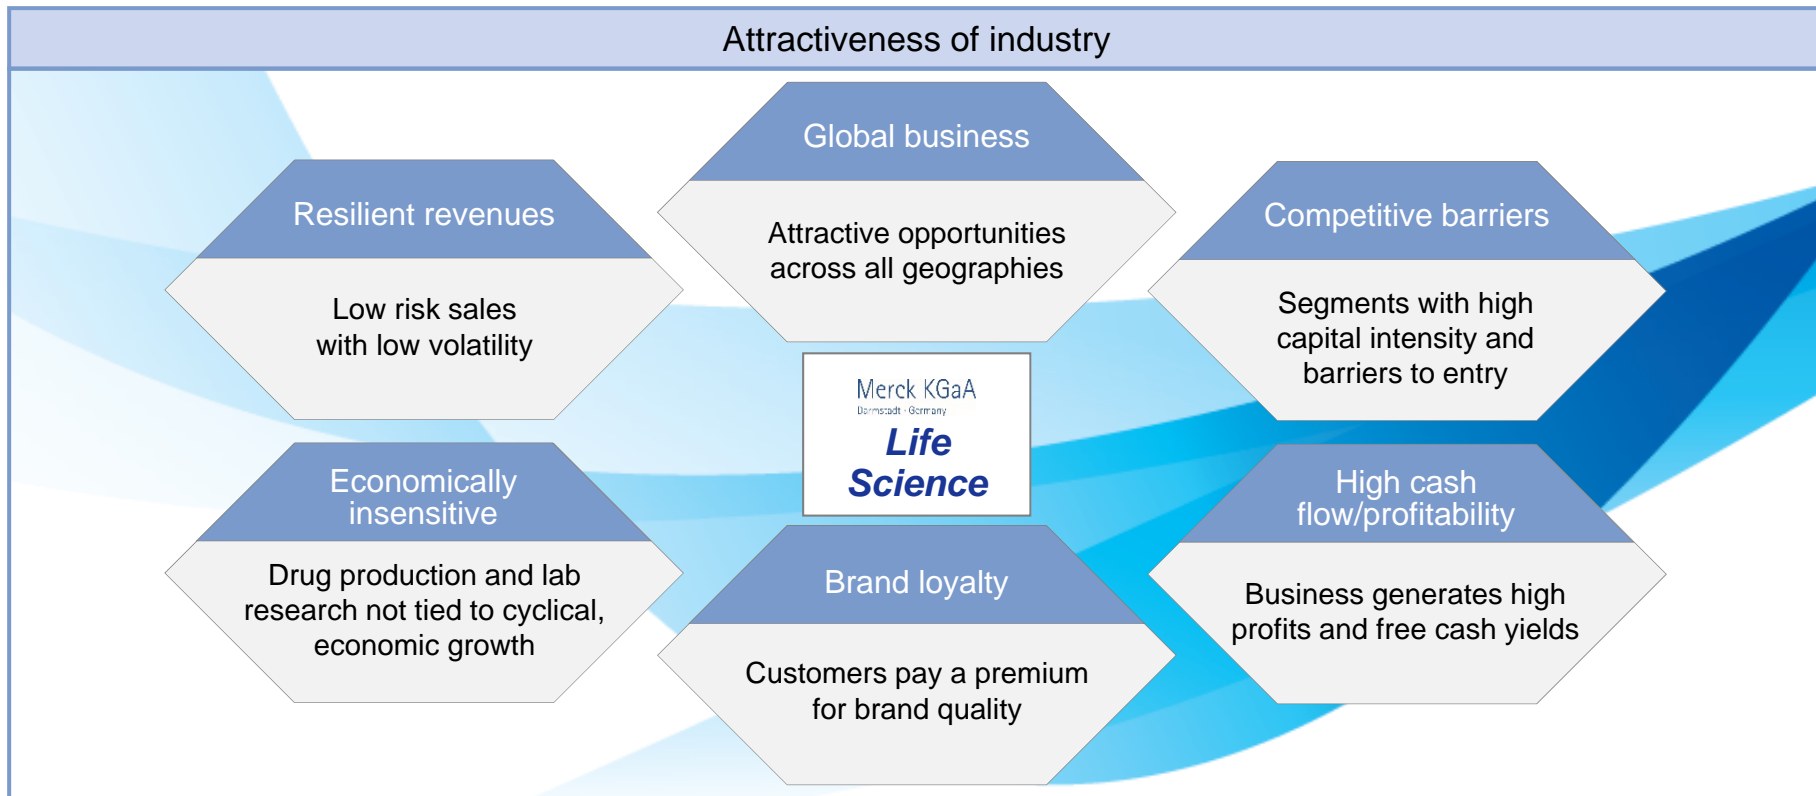 Attractiveness of industry
Global business
Attractive opportunities
across all geographies
Resilient revenues
Low risk sales
with low volatility
Competitive barriers
Segments with high
capital intensity and
barriers to entry
Merck KGaA
Darmstadt · Germany
Life
Science
Economically
insensitive
Drug production and lab
research not tied to cyclical,
economic growth
Brand loyalty
Customers pay a premium
for brand quality
High cash
flow/profitability
Business generates high
profits and free cash yields